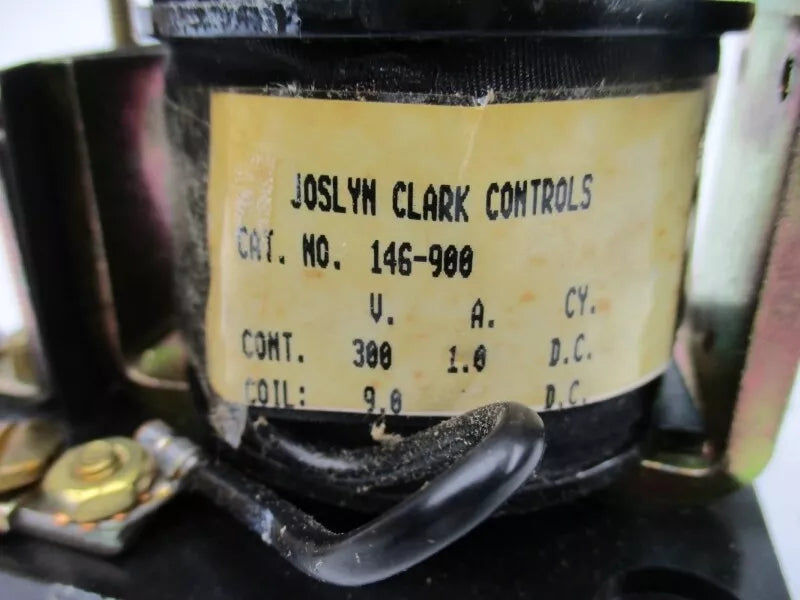 JOSLYN CLARK CONTROLS
CAT. NO. 146-900
V. A. CY.
CONT. 300 1.0 D.C.
COIL: 9.0 D.C.